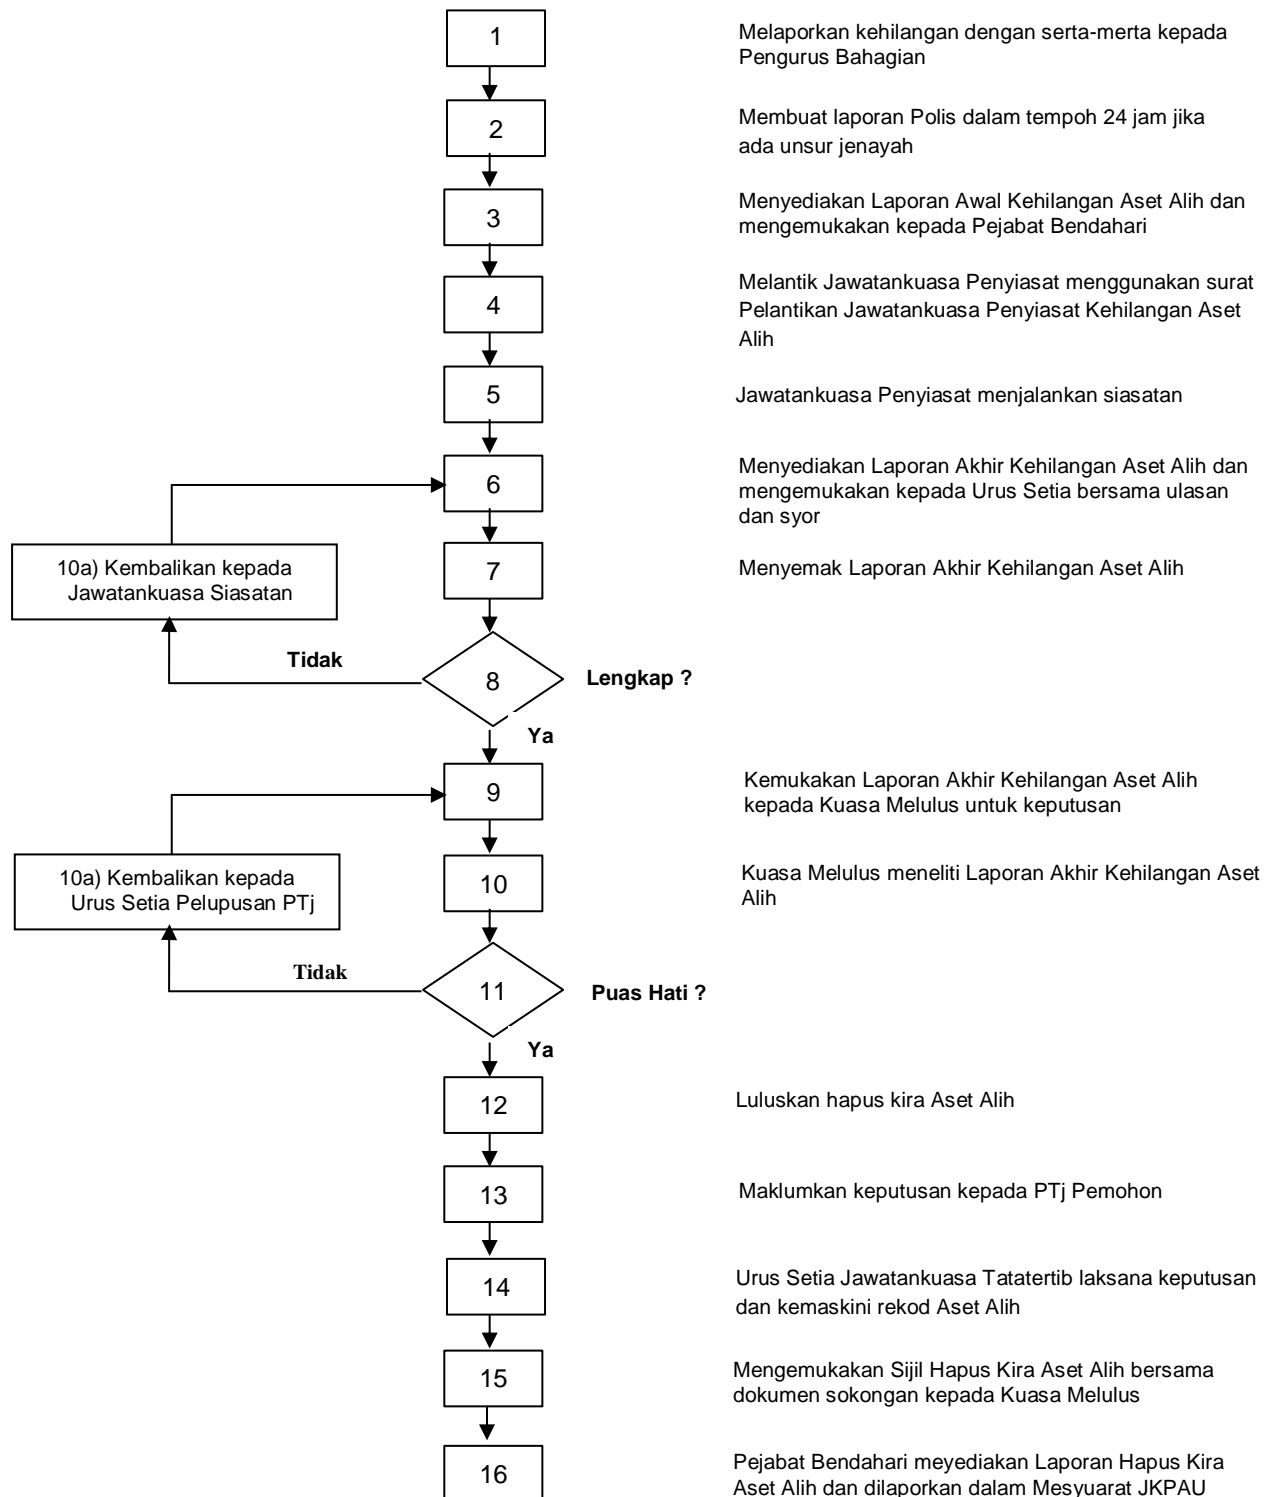 1
Melaporkan kehilangan dengan serta-merta kepada
Pengurus Bahagian
2
Membuat laporan Polis dalam tempoh 24 jam jika
ada unsur jenayah
3
Menyediakan Laporan Awal Kehilangan Aset Alih dan
mengemukakan kepada Pejabat Bendahari
4
Melantik Jawatankuasa Penyiasat menggunakan surat
Pelantikan Jawatankuasa Penyiasat Kehilangan Aset
Alih
5
Jawatankuasa Penyiasat menjalankan siasatan
6
Menyediakan Laporan Akhir Kehilangan Aset Alih dan
mengemukakan kepada Urus Setia bersama ulasan
dan syor
10a) Kembalikan kepada
Jawatankuasa Siasatan
7
Menyemak Laporan Akhir Kehilangan Aset Alih
Tidak
8
Lengkap ?
Ya
9
Kemukakan Laporan Akhir Kehilangan Aset Alih
kepada Kuasa Melulus untuk keputusan
10a) Kembalikan kepada
Urus Setia Pelupusan PTj
10
Kuasa Melulus meneliti Laporan Akhir Kehilangan Aset
Alih
Tidak
11
Puas Hati ?
Ya
12
Luluskan hapus kira Aset Alih
13
Maklumkan keputusan kepada PTj Pemohon
14
Urus Setia Jawatankuasa Tatatertib laksana keputusan
dan kemaskini rekod Aset Alih
15
Mengemukakan Sijil Hapus Kira Aset Alih bersama
dokumen sokongan kepada Kuasa Melulus
16
Pejabat Bendahari meyediakan Laporan Hapus Kira
Aset Alih dan dilaporkan dalam Mesyuarat JKPAU